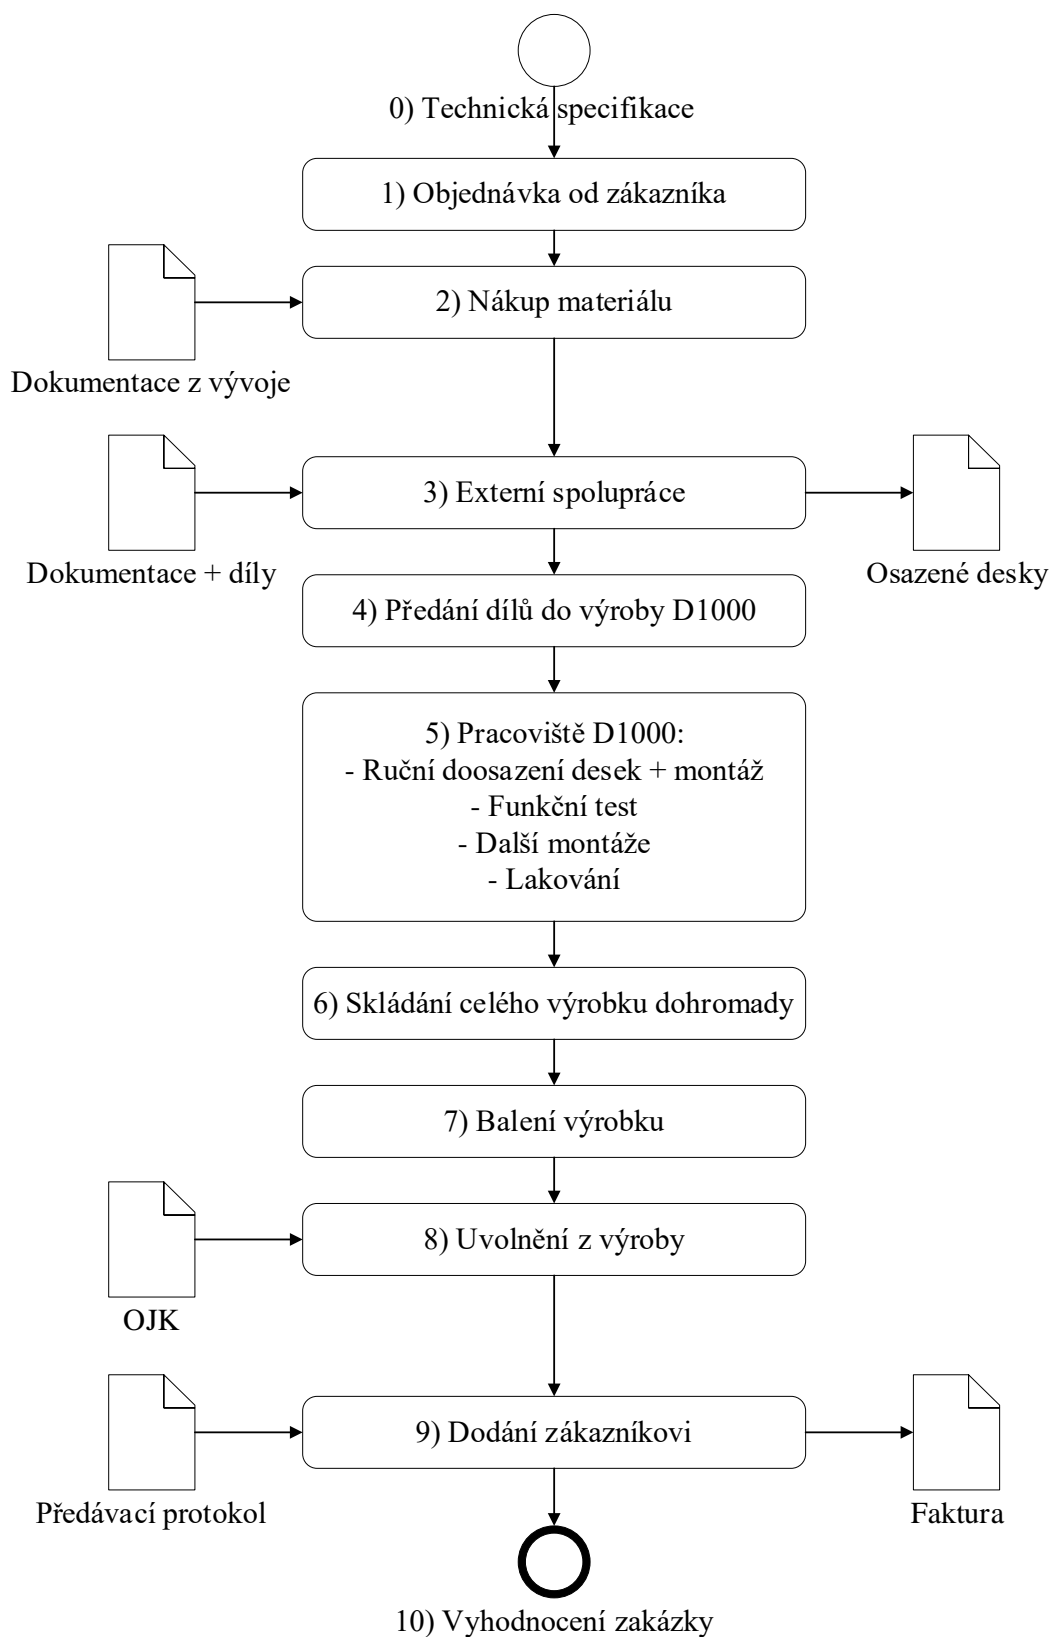 0) Technická specifikace
1) Objednávka od zákazníka
2) Nákup materiálu
Dokumentace z vývoje
3) Externí spolupráce
Dokumentace + díly
Osazené desky
4) Předání dílů do výroby D1000
5) Pracoviště D1000:
- Ruční doosazení desek + montáž
- Funkční test
- Další montáže
- Lakování
6) Skládání celého výrobku dohromady
7) Balení výrobku
8) Uvolnění z výroby
OJK
9) Dodání zákazníkovi
Předávací protokol
Faktura
10) Vyhodnocení zakázky